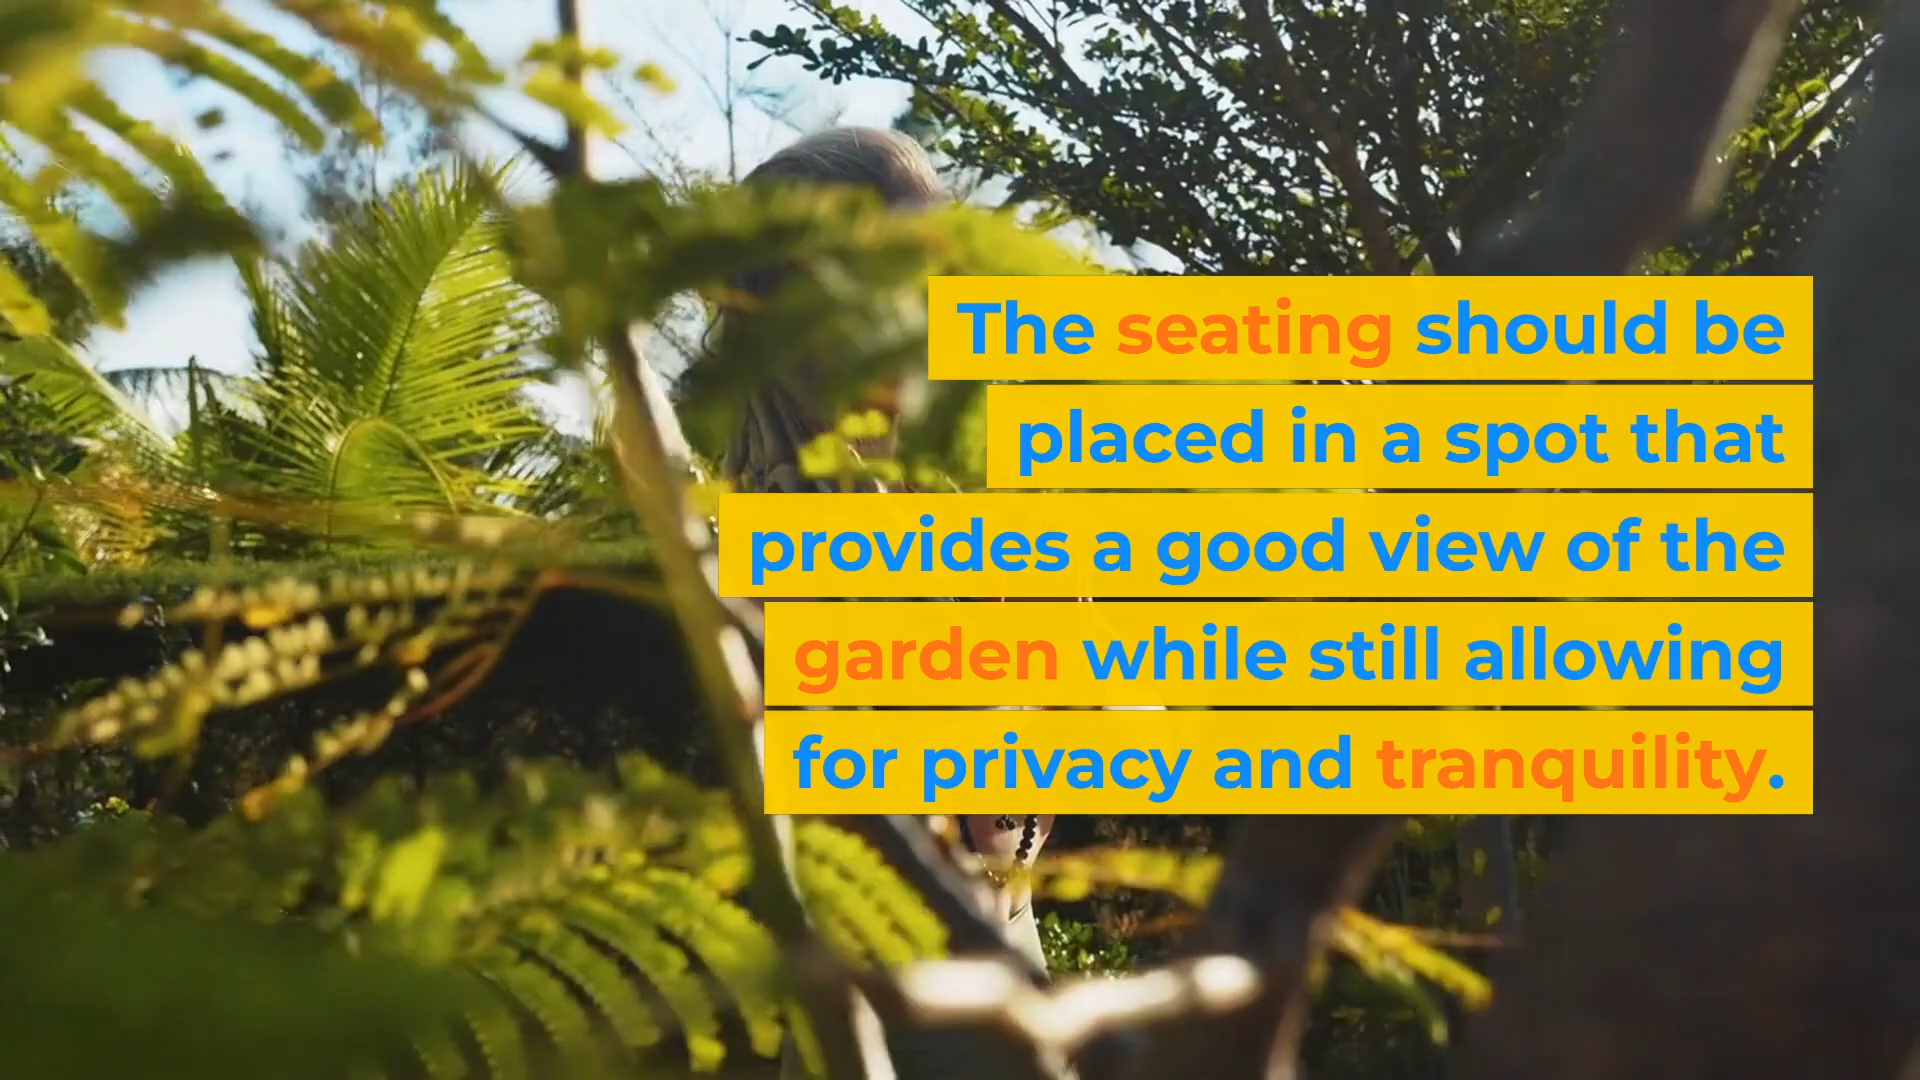 The seating should be
placed in a spot that
provides a good view of the
garden while still allowing
for privacy and tranquility.